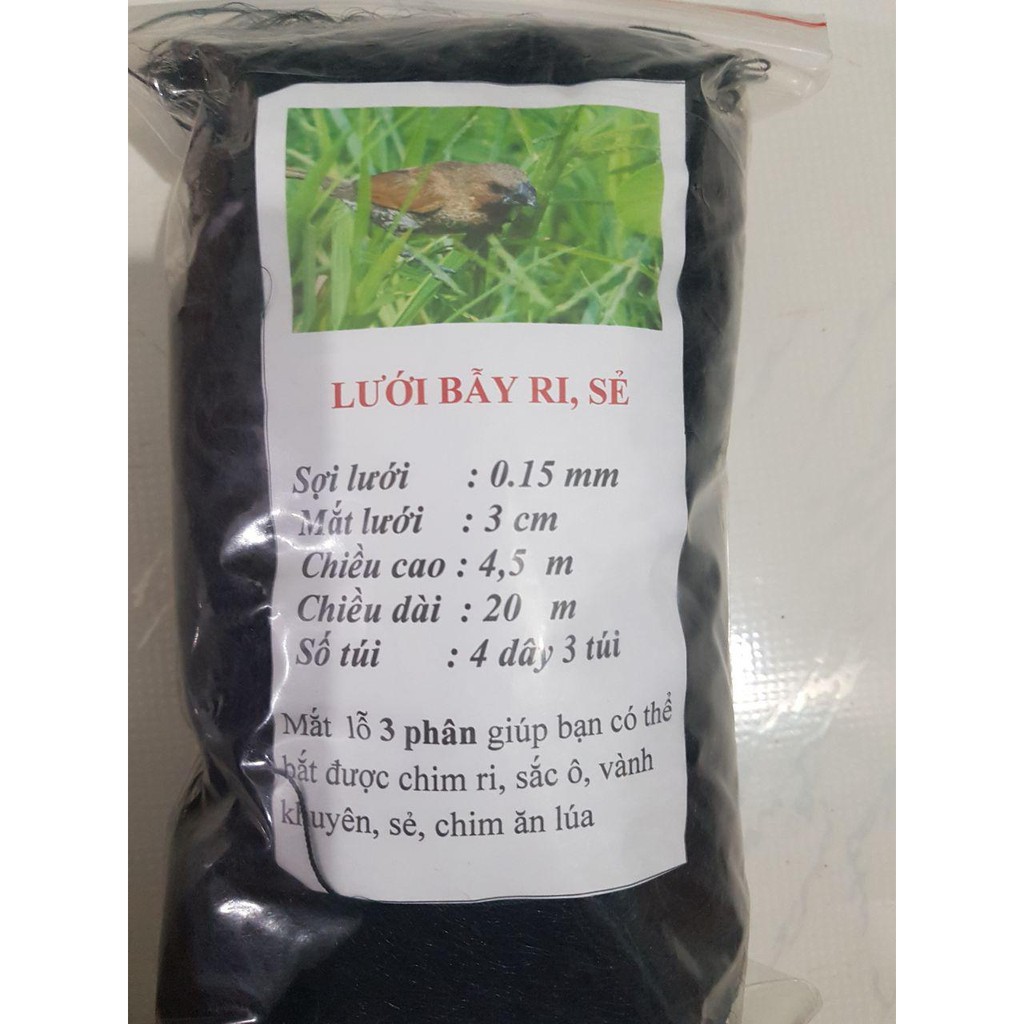 LƯỚI BẪY RI, SẺ
Sợi lưới : 0.15 mm
Mắt lưới : 3 cm
Chiều cao : 4,5 m
Chiều dài : 20 m
Số túi : 4 dây 3 túi
Mắt lỗ 3 phân giúp bạn có thể
bắt được chim ri, sắc ô, vành
khuyên, sẻ, chim ăn lúa